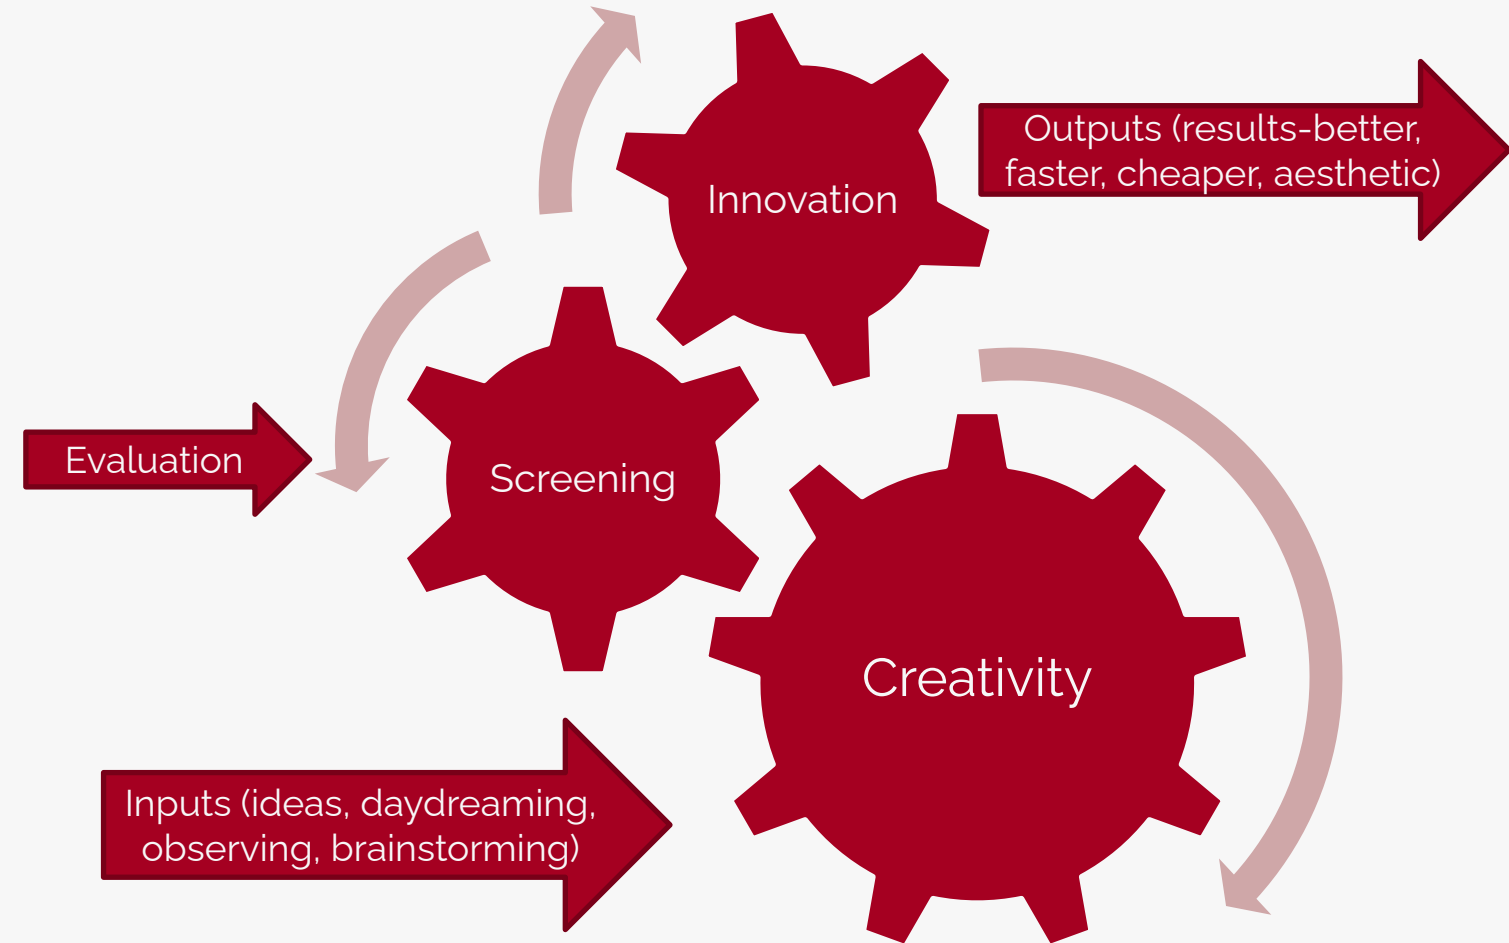 Innovation
Outputs (results-better,
faster, cheaper, aesthetic)
Evaluation
Screening
Creativity
Inputs (ideas, daydreaming,
observing, brainstorming)